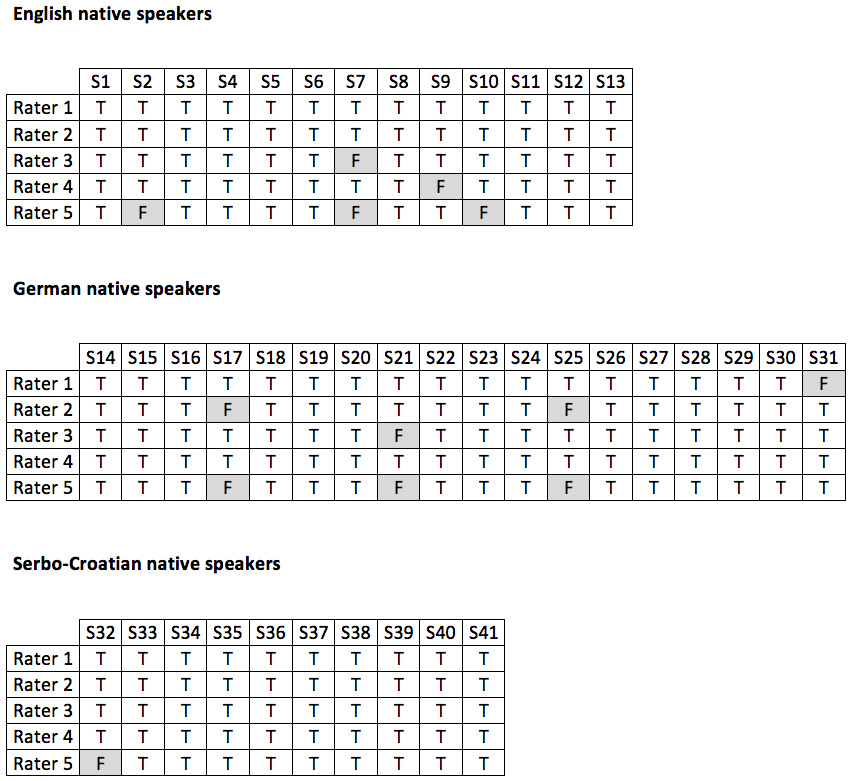 English native speakers
S1 S2 S3 S4 S5 S6 S7 S8 S9 S10 S11 S12 S13
Rater 1 T T T T T T T T T T T T T
Rater 2 T T T T T T T T T T T T T
Rater 3 T T T T T T F T T T T T T
Rater 4 T T T T T T T T F T T T T
Rater 5 T F T T T T F T T F T T T
German native speakers
S14 S15 S16 S17 S18 S19 S20 S21 S22 S23 S24 S25 S26 S27 S28 S29 S30 S31
Rater 1 T T T T T T T T T T T T T T T T T F
Rater 2 T T T F T T T T T T T F T T T T T T
Rater 3 T T T T T T T F T T T T T T T T T T
Rater 4 T T T T T T T T T T T T T T T T T T
Rater 5 T T T F T T T F T T T F T T T T T T
Serbo-Croatian native speakers
S32 S33 S34 S35 S36 S37 S38 S39 S40 S41
Rater 1 T T T T T T T T T T
Rater 2 T T T T T T T T T T
Rater 3 T T T T T T T T T T
Rater 4 T T T T T T T T T T
Rater 5 F T T T T T T T T T